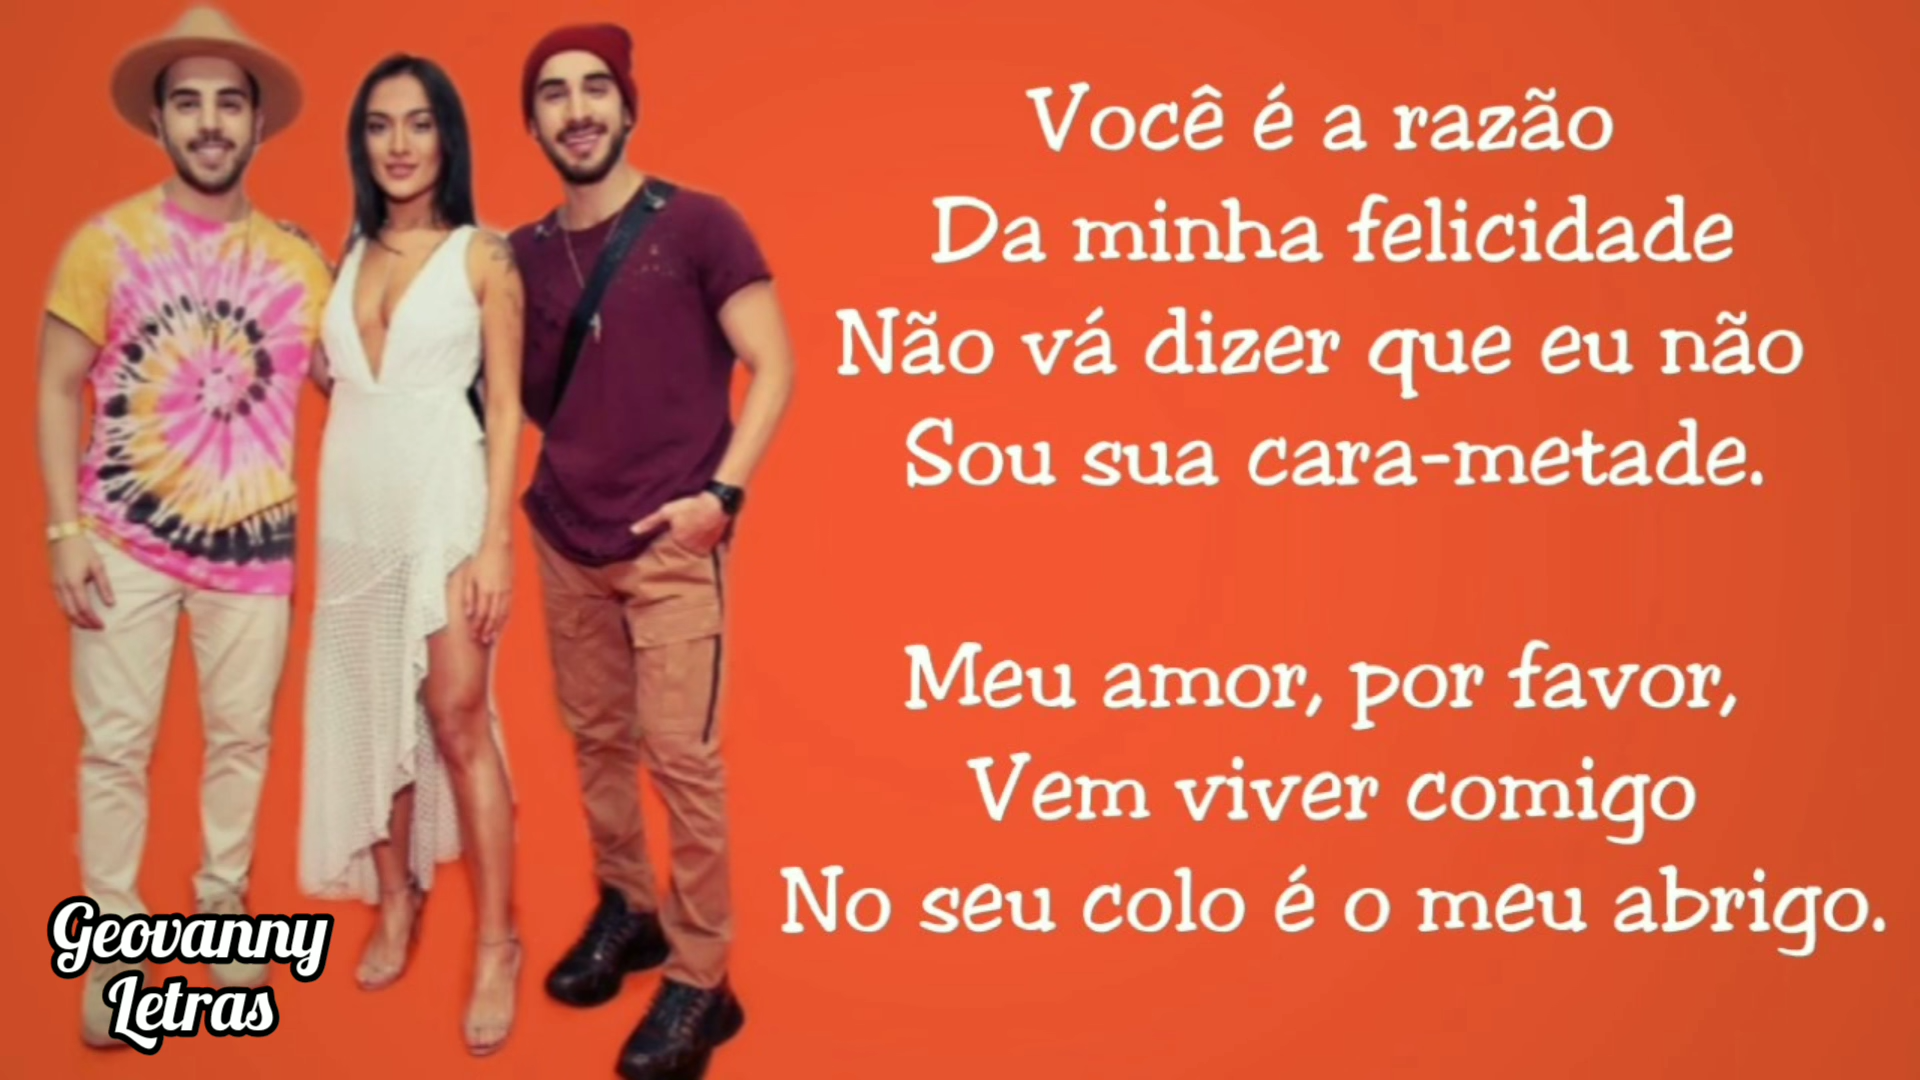 Você é a razão
Da minha felicidade
Não vá dizer que eu não
Sou sua cara-metade.
Meu amor, por favor,
Vem viver comigo
No seu colo é o meu abrigo.
Geovanny
Letras